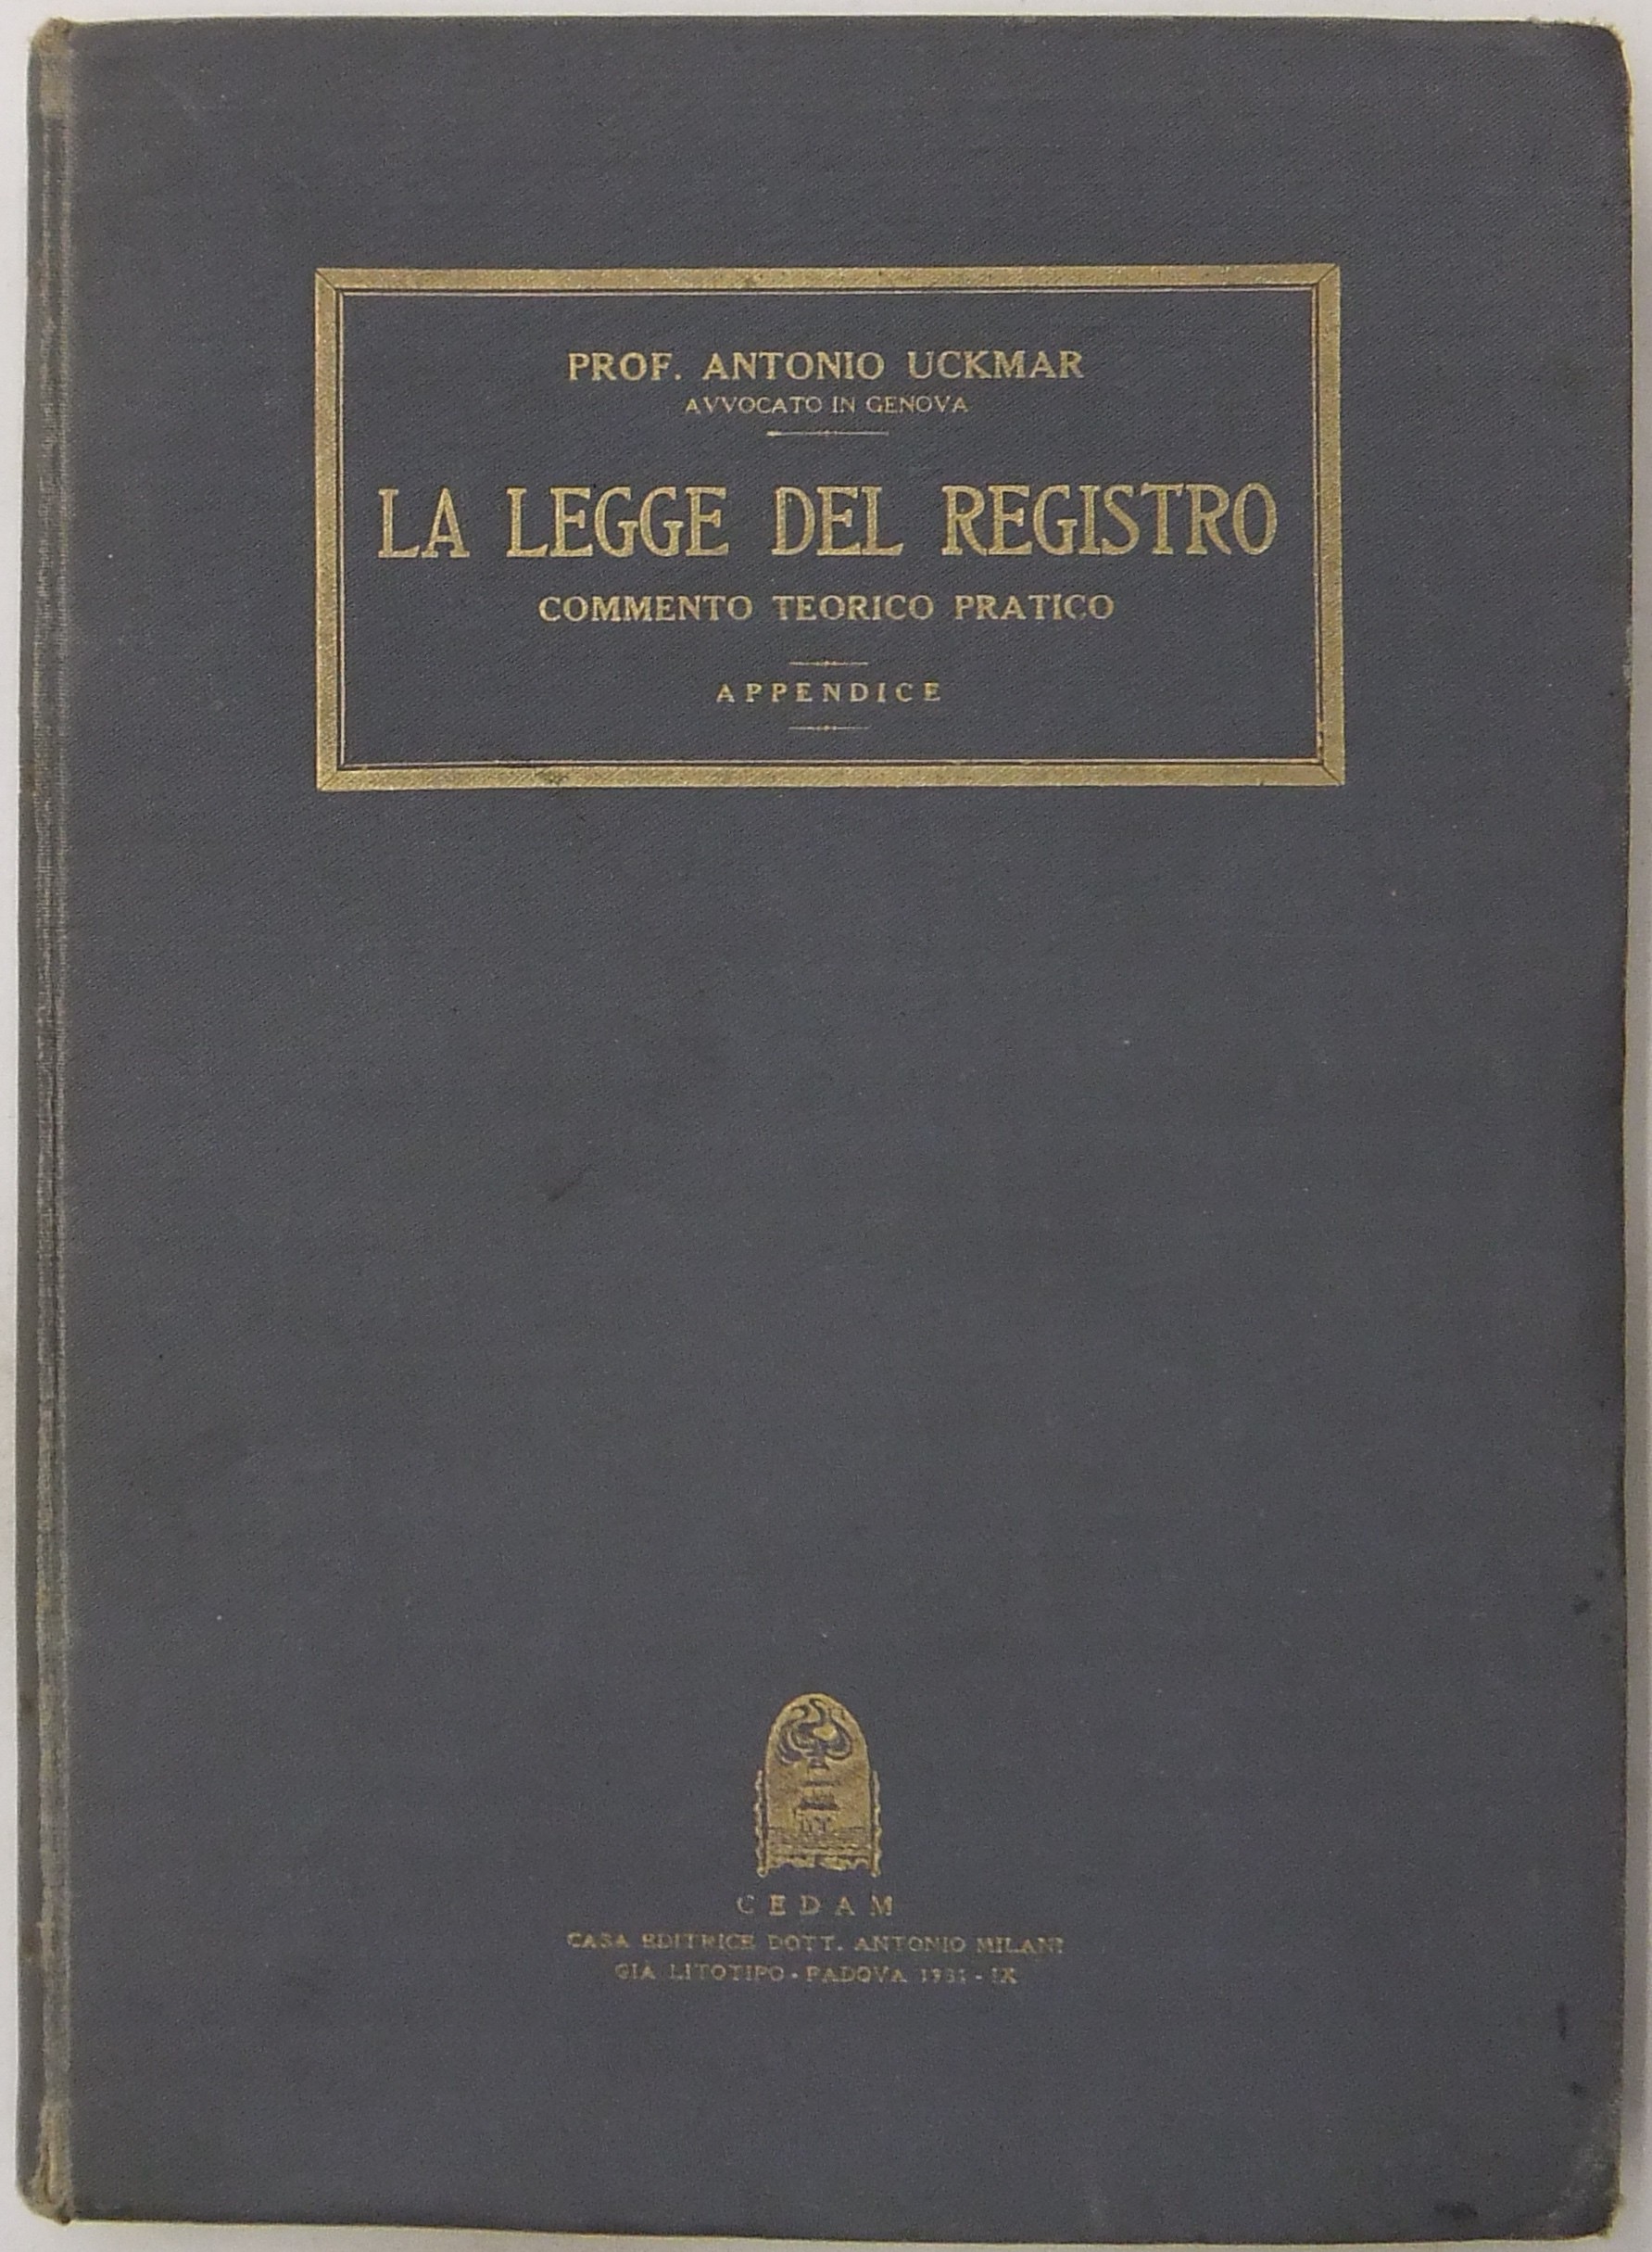 PROF. ANTONIO UCKMAR
AVVOCATO IN GENOVA
LA LEGGE DEL REGISTRO
COMMENTO TEORICO PRATICO
APPENDICE
CEDAM
CASA EDITRICE DOTT. ANTONIO MILANI
GIÀ LITOTIPO - PADOVA 1931 - IX